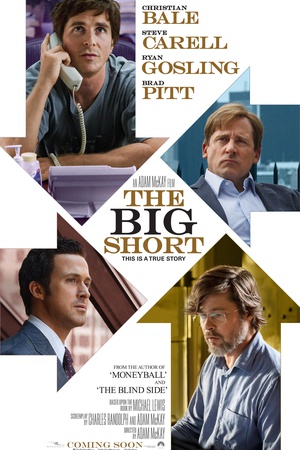 CHRISTIAN
BALE
STEVE
CARELL
RYAN
GOSLING
BRAD
PITT
AN ADAM McKAY FILM
THE
BIG
SHORT
THIS IS A TRUE STORY
FROM THE AUTHOR OF
'MONEYBALL' AND
'THE BLIND SIDE'
BASED UPON THE
BOOK BY MICHAEL LEWIS
SCREENPLAY BY CHARLES RANDOLPH AND ADAM McKAY
DIRECTED BY ADAM McKAY
COMING SOON